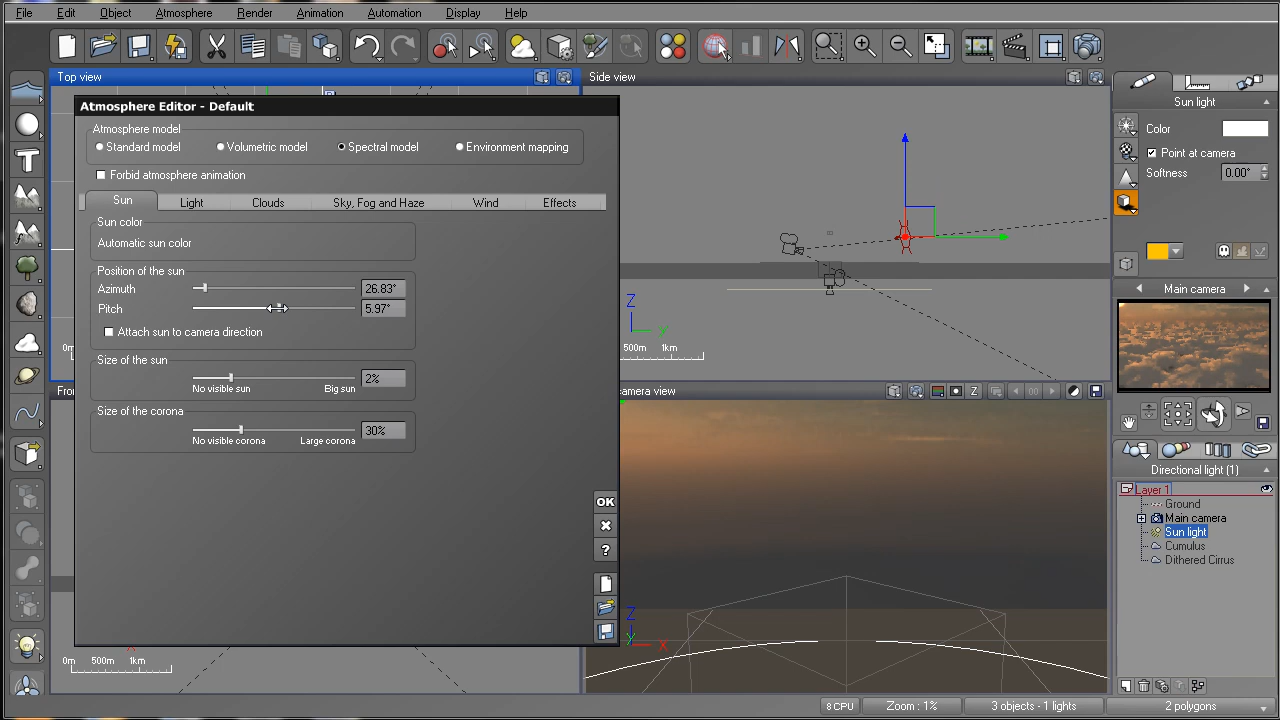 File Edit Object Atmosphere Render Animation Automation Display Help
Top view
Side view
Atmosphere Editor - Default
Atmosphere model
Standard model Volumetric model Spectral model Environment mapping
Forbid atmosphere animation
Sun Light Clouds Sky, Fog and Haze Wind Effects
Sun color
Automatic sun color
Position of the sun
Azimuth 26.83°
Pitch 5.97°
Attach sun to camera direction
Size of the sun
2%
No visible sun Big sun
Size of the corona
30%
No visible corona Large corona
OK
?
0m 500m 1km
Z
X
500m 1km
camera view
Z
00
Z
Y
X
Sun light
Color
Point at camera
Softness 0.00°
Main camera
Directional light (1)
Layer 1
Ground
Main camera
Sun light
Cumulus
Dithered Cirrus
8 CPU Zoom : 1% 3 objects - 1 lights 2 polygons